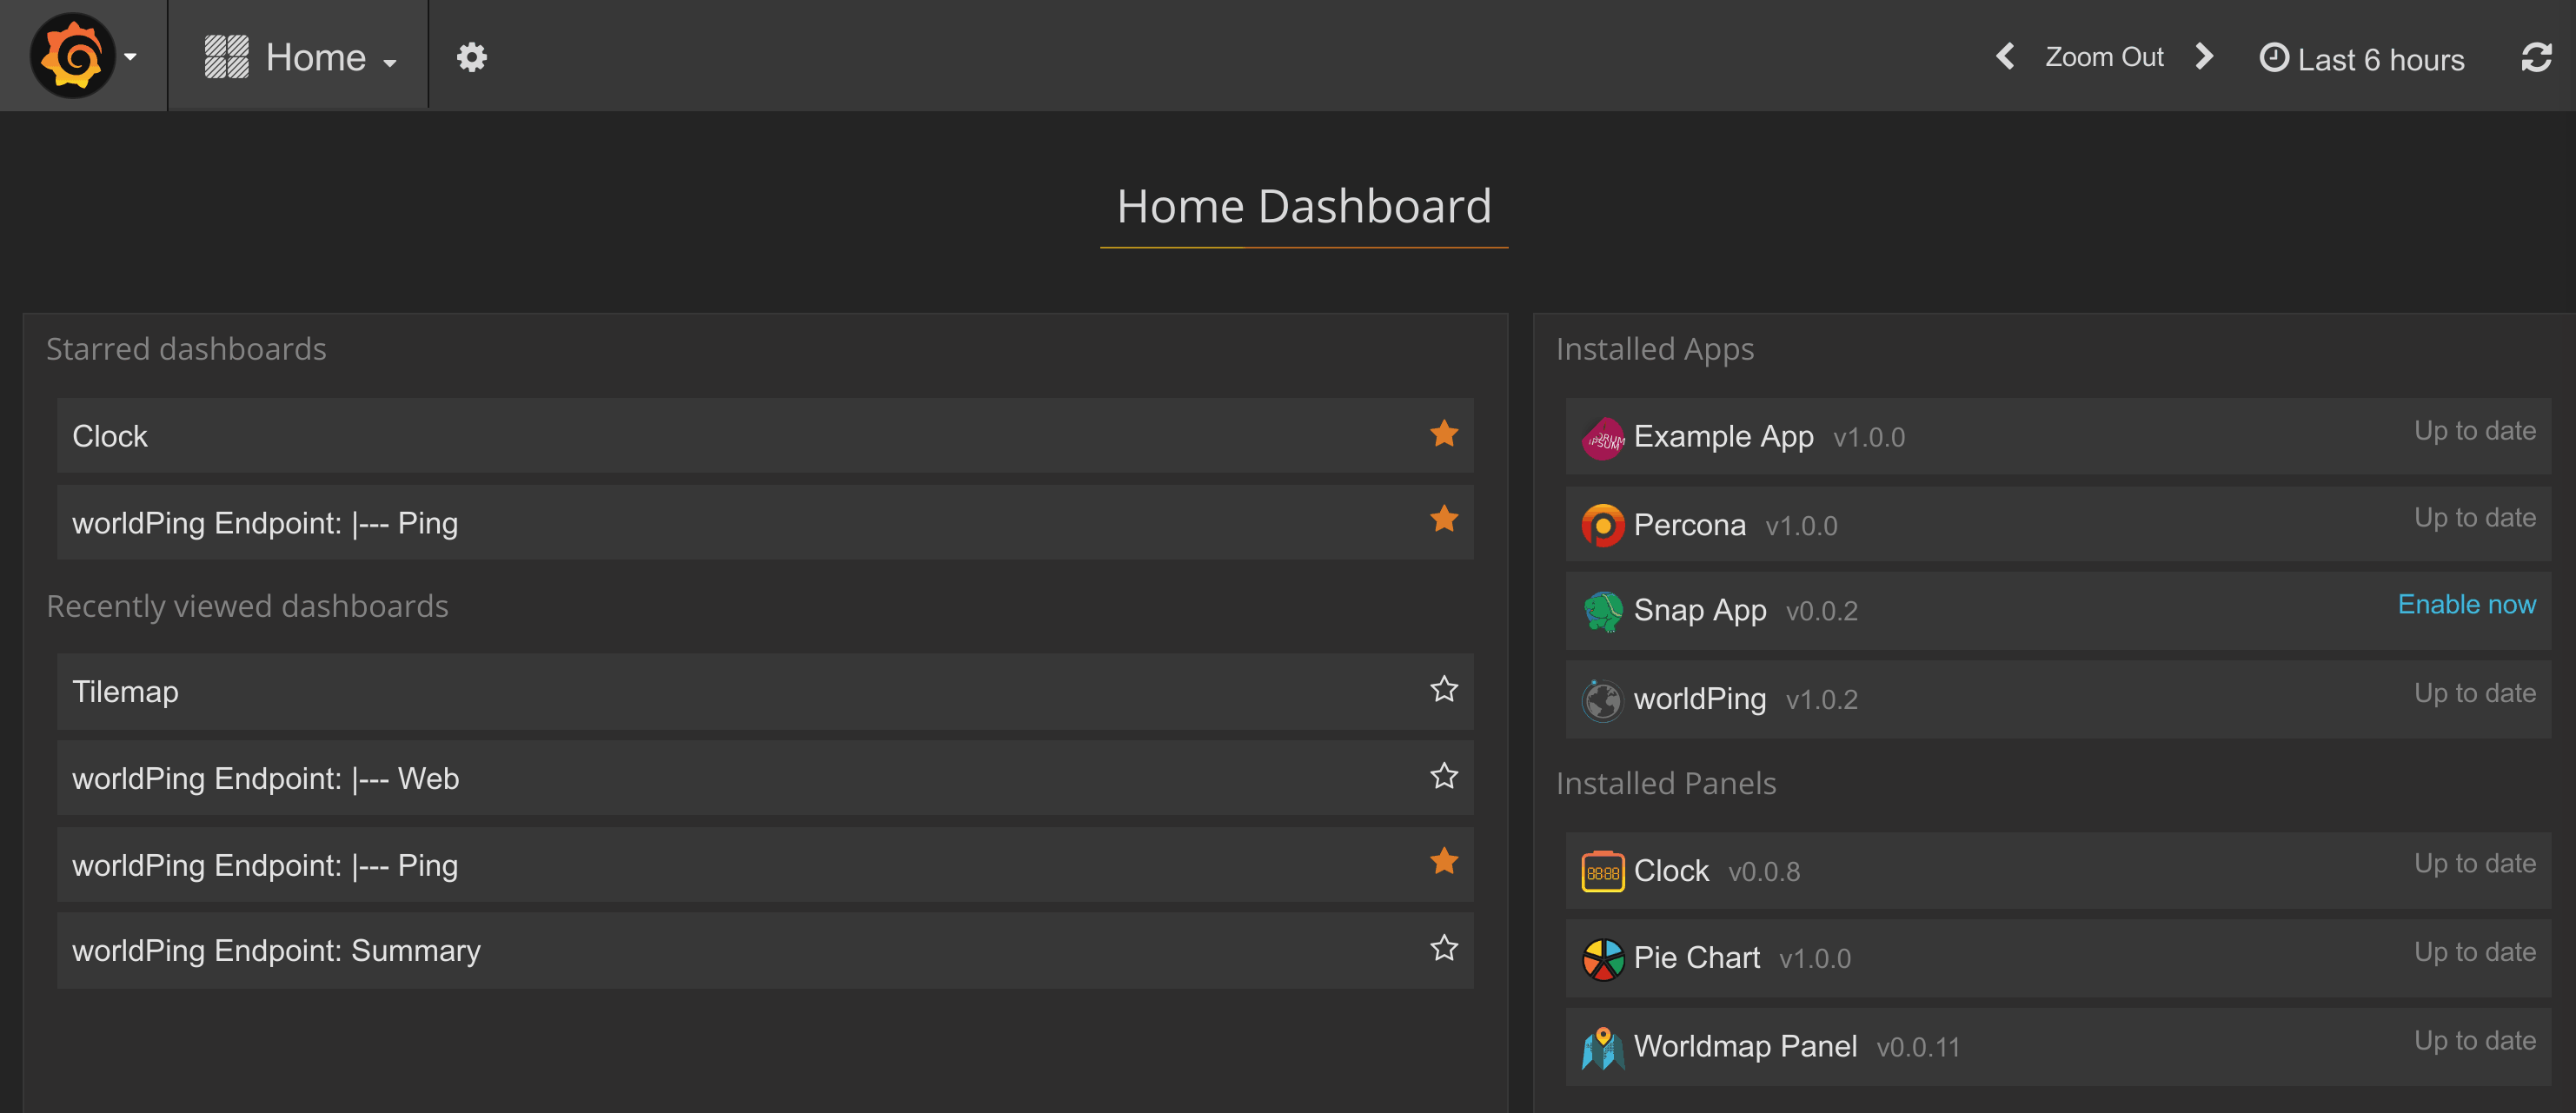 Home
Zoom Out
Last 6 hours
Home Dashboard
Starred dashboards
Clock
worldPing Endpoint: |--- Ping
Recently viewed dashboards
Tilemap
worldPing Endpoint: |--- Web
worldPing Endpoint: |--- Ping
worldPing Endpoint: Summary
Installed Apps
Example App v1.0.0 Up to date
Percona v1.0.0 Up to date
Snap App v0.0.2 Enable now
worldPing v1.0.2 Up to date
Installed Panels
Clock v0.0.8 Up to date
Pie Chart v1.0.0 Up to date
Worldmap Panel v0.0.11 Up to date